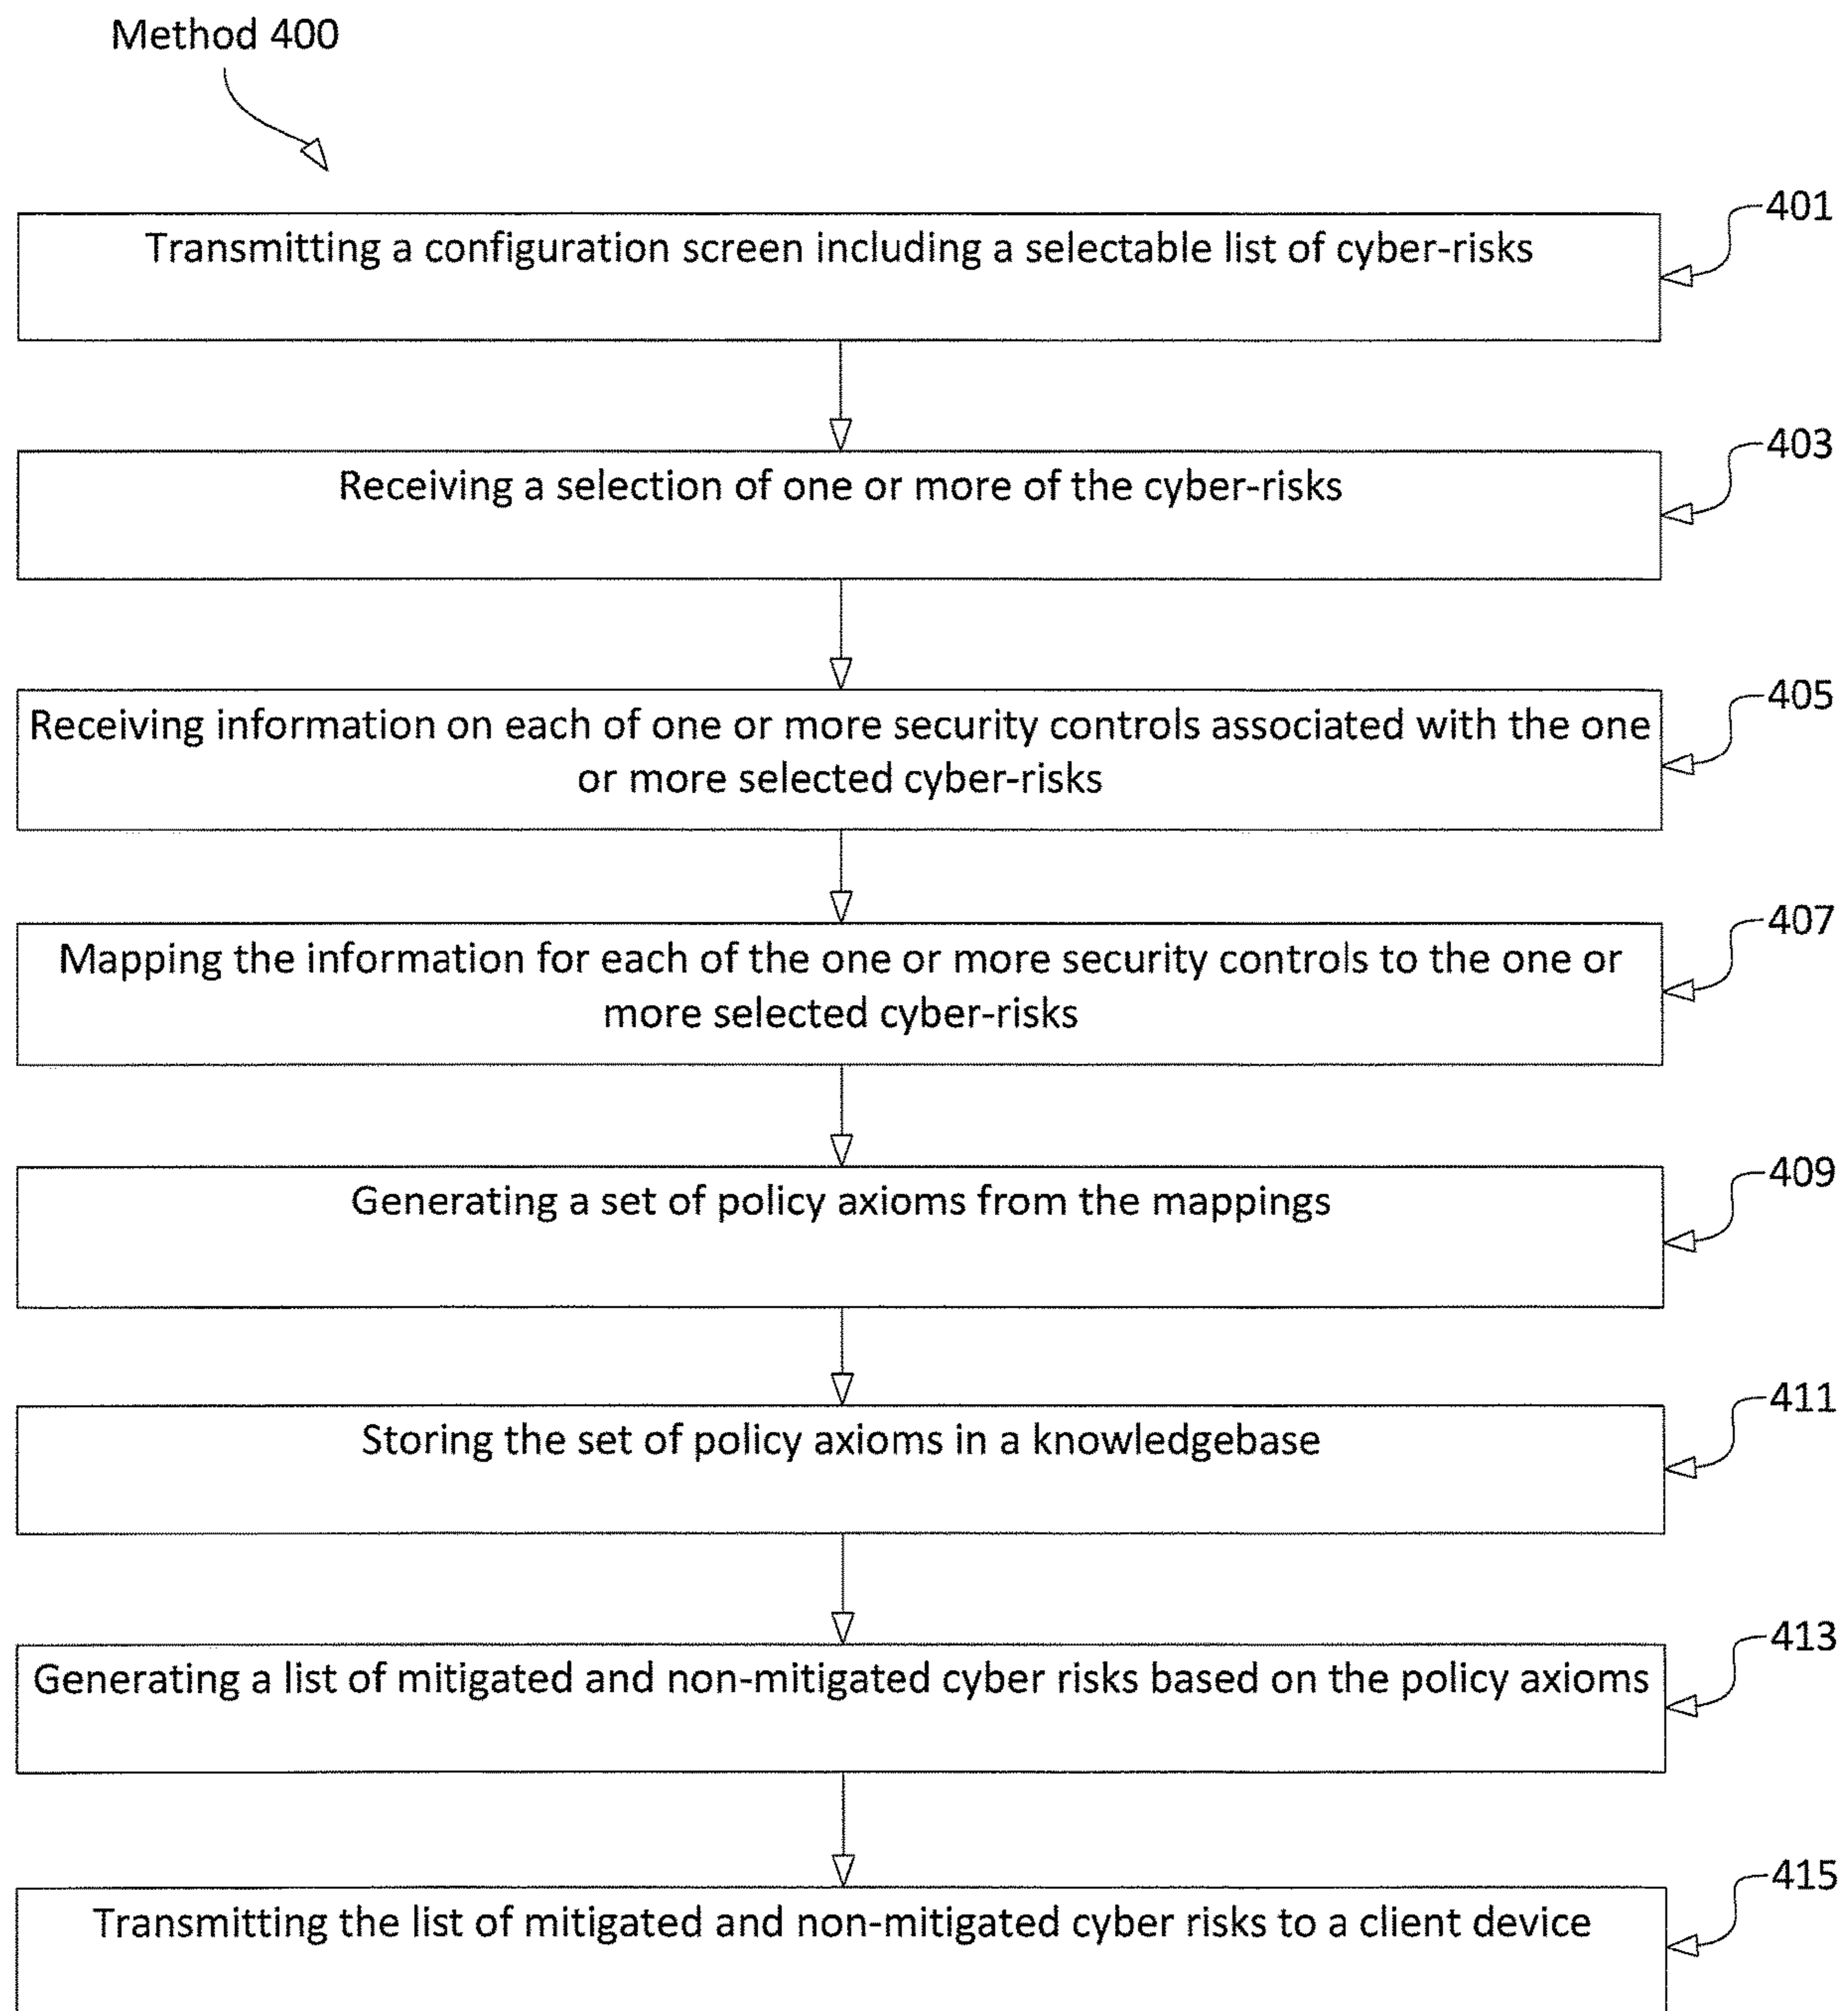 Method 400
401
Transmitting a configuration screen including a selectable list of cyber-risks
403
Receiving a selection of one or more of the cyber-risks
405
Receiving information on each of one or more security controls associated with the one
or more selected cyber-risks
407
Mapping the information for each of the one or more security controls to the one or
more selected cyber-risks
409
Generating a set of policy axioms from the mappings
411
Storing the set of policy axioms in a knowledgebase
413
Generating a list of mitigated and non-mitigated cyber risks based on the policy axioms
415
Transmitting the list of mitigated and non-mitigated cyber risks to a client device